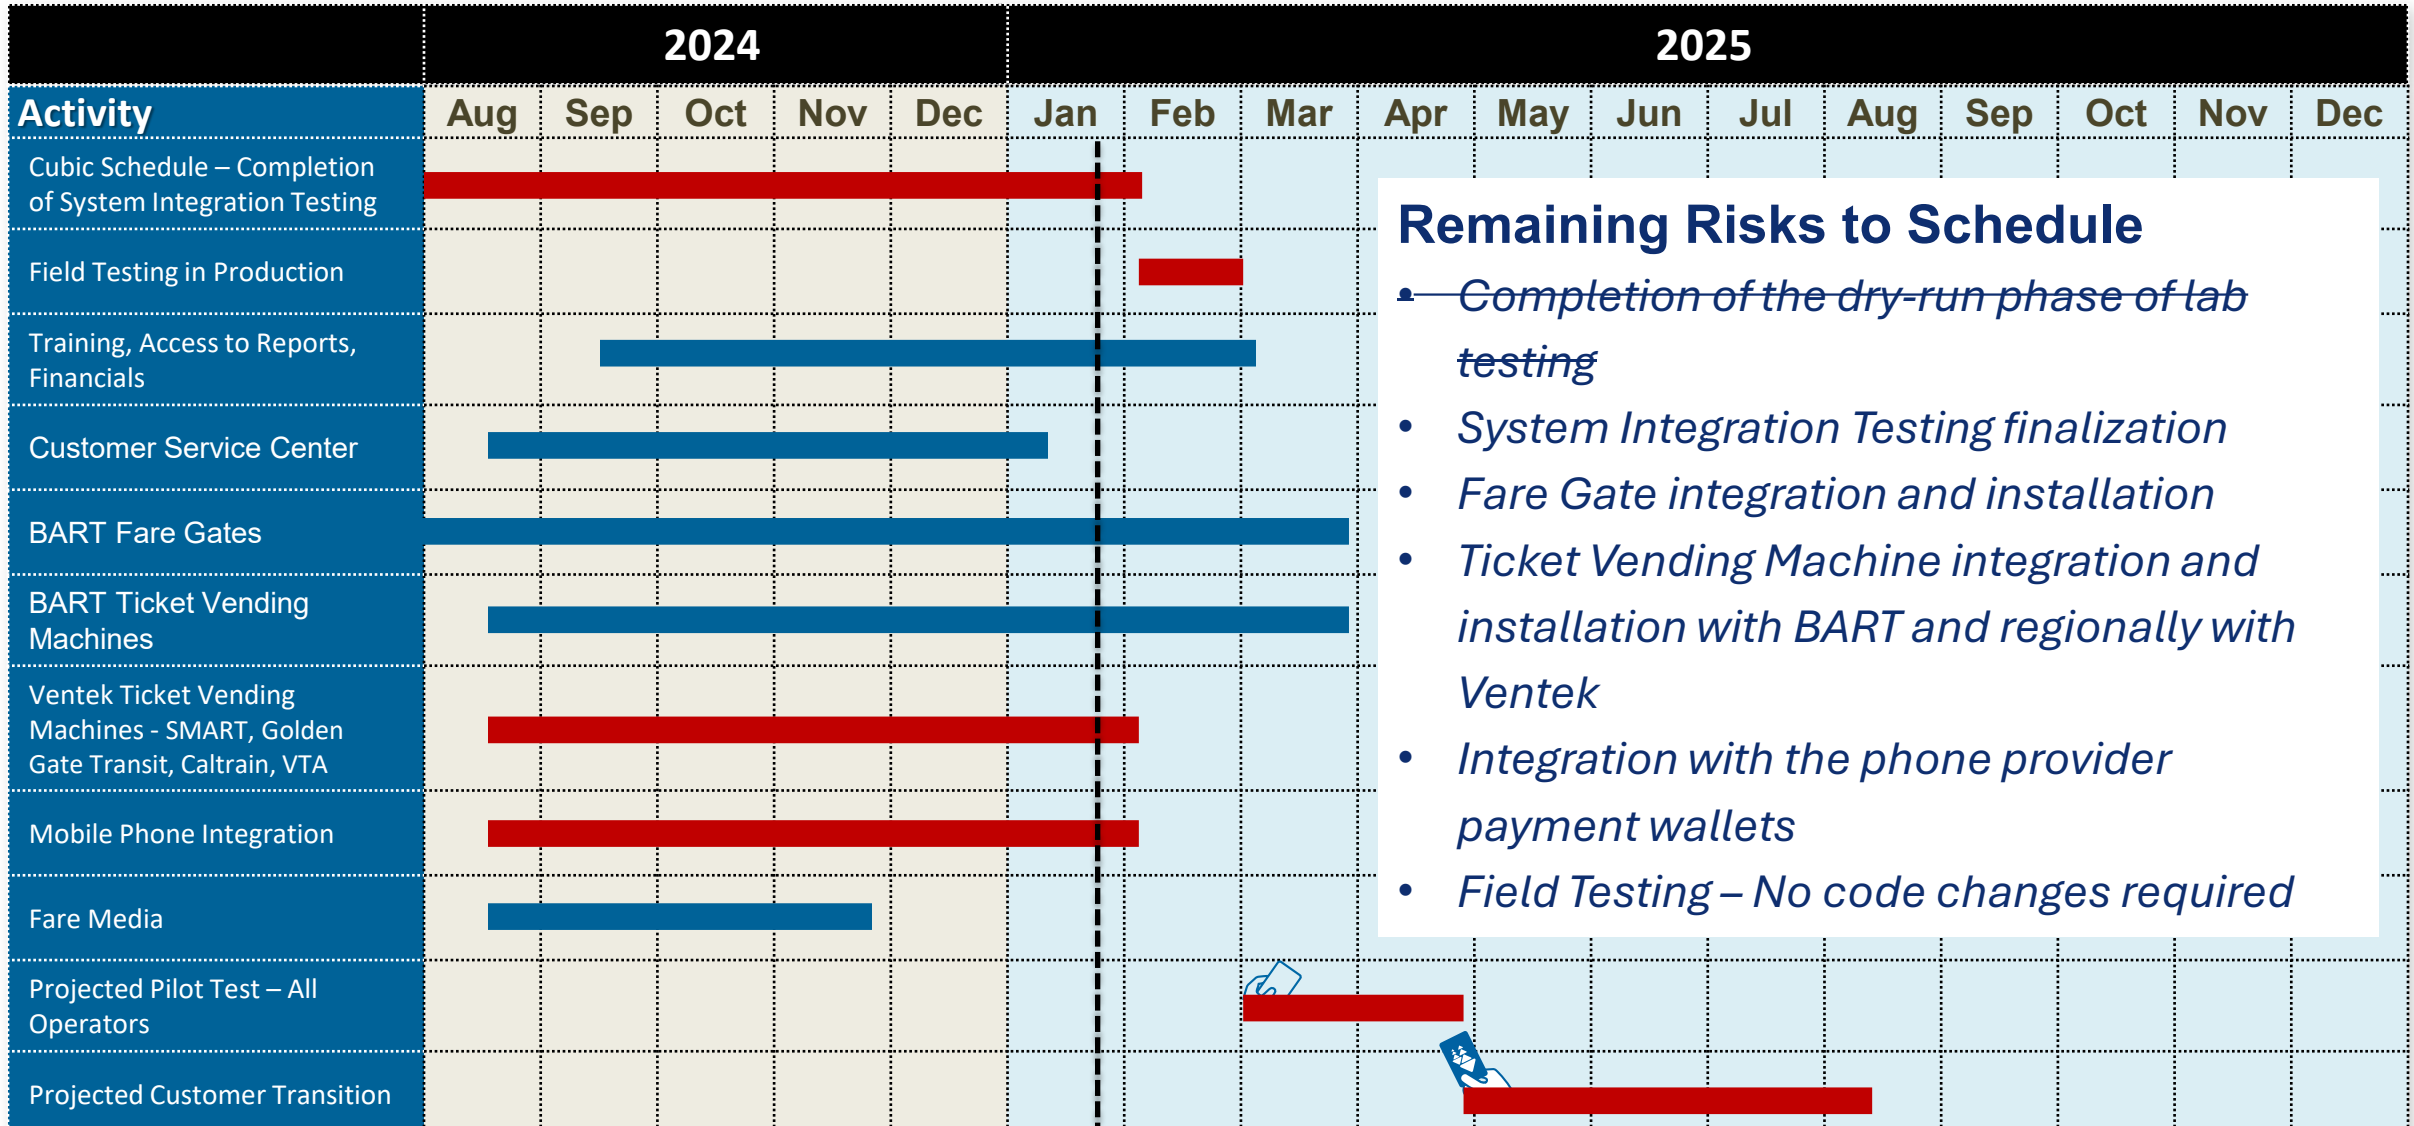 2024
2025
Activity
Aug Sep Oct Nov Dec Jan Feb Mar Apr May Jun Jul Aug Sep Oct Nov Dec
Cubic Schedule – Completion
of System Integration Testing
Field Testing in Production
Training, Access to Reports,
Financials
Customer Service Center
BART Fare Gates
BART Ticket Vending
Machines
Ventek Ticket Vending
Machines - SMART, Golden
Gate Transit, Caltrain, VTA
Mobile Phone Integration
Fare Media
Projected Pilot Test – All
Operators
Projected Customer Transition
Remaining Risks to Schedule
• Completion of the dry-run phase of lab
testing
• System Integration Testing finalization
• Fare Gate integration and installation
• Ticket Vending Machine integration and
installation with BART and regionally with
Ventek
• Integration with the phone provider
payment wallets
• Field Testing – No code changes required